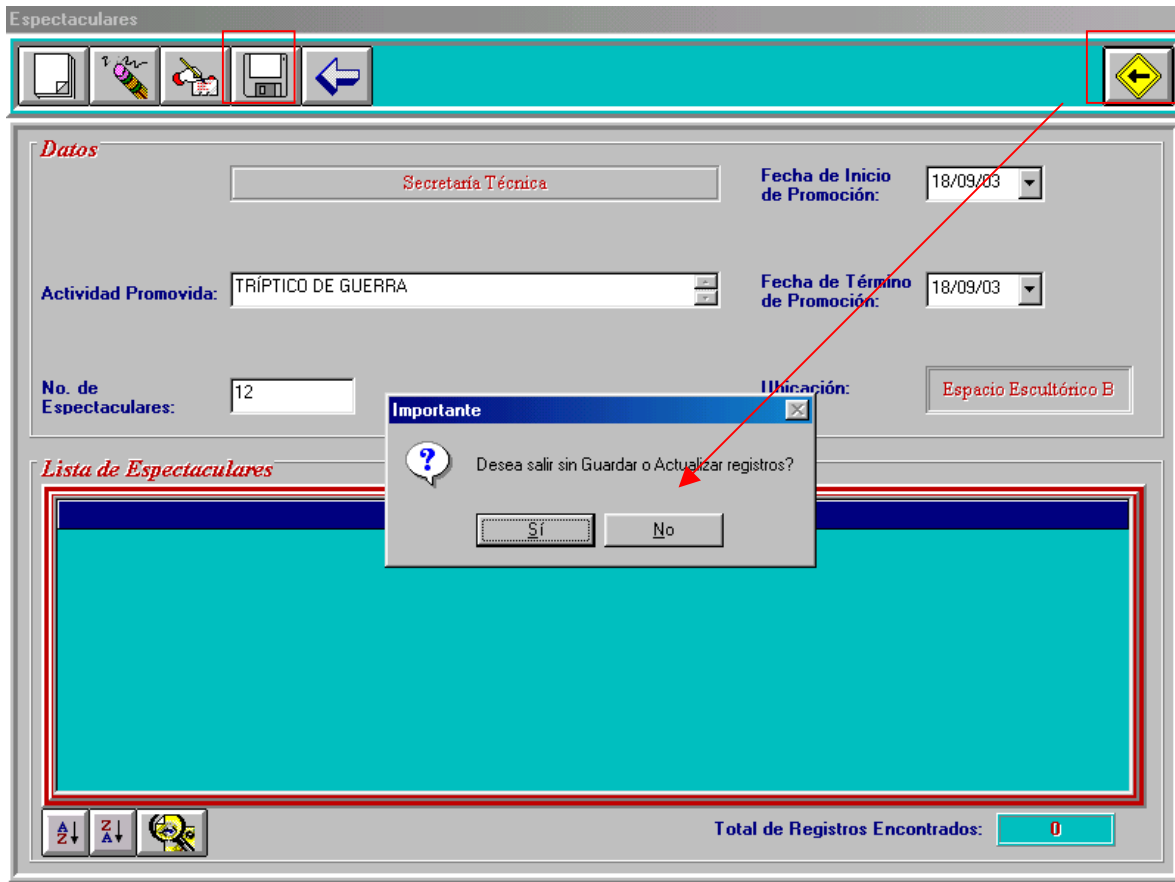 Espectaculares
Datos
Secretaría Técnica
Fecha de Inicio
de Promoción:
18/09/03
Actividad Promovida:
TRÍPTICO DE GUERRA
Fecha de Término
de Promoción:
18/09/03
No. de
Espectaculares:
12
Ubicación:
Espacio Escultórico B
Importante
Desea salir sin Guardar o Actualizar registros?
Sí
No
Lista de Espectaculares
A
Z
Z
A
Total de Registros Encontrados:
0